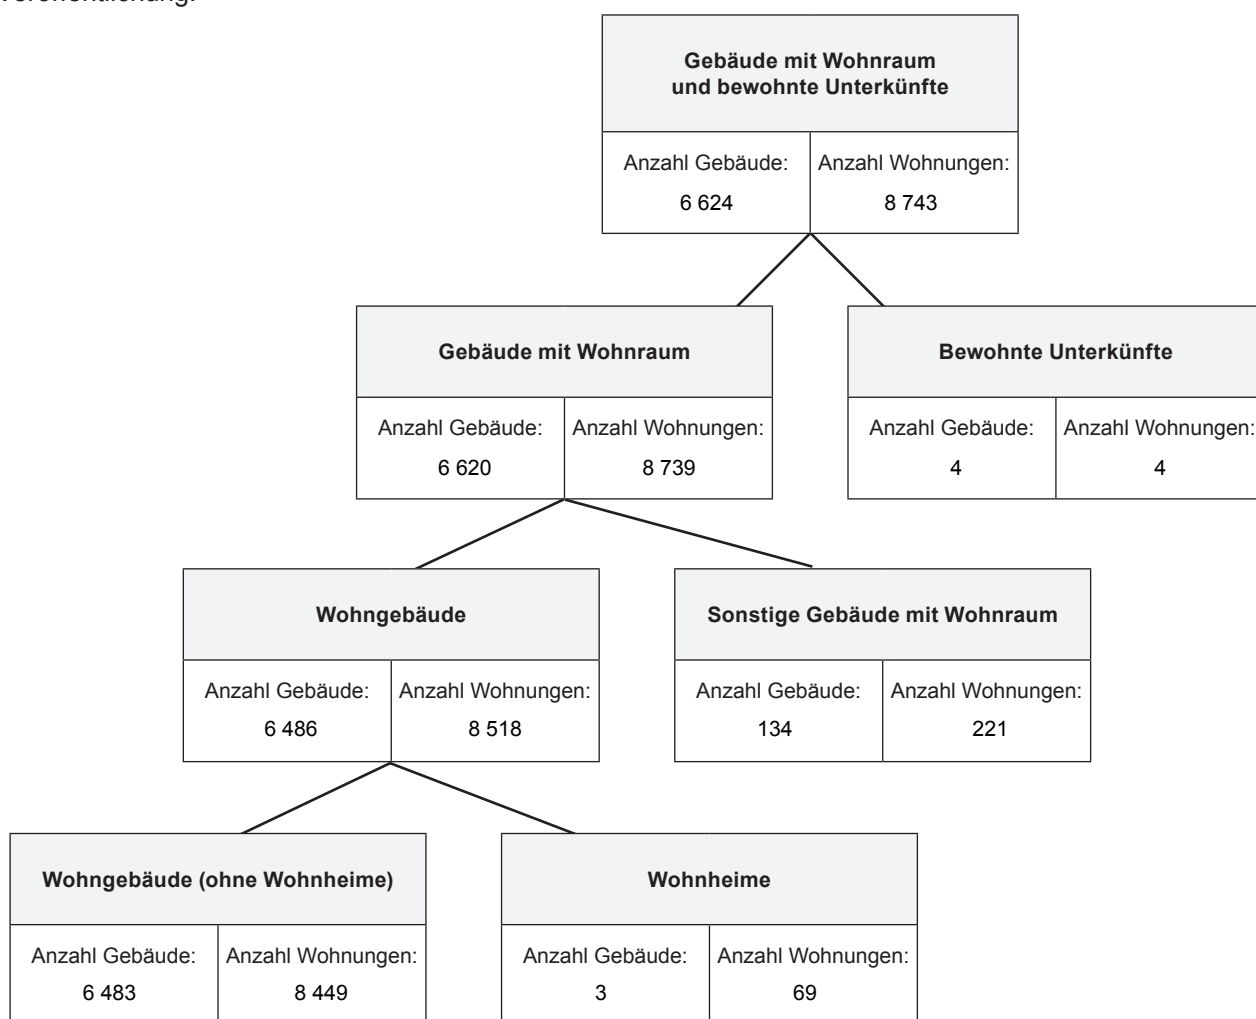 Veröffentlichung.
Gebäude mit Wohnraum
und bewohnte Unterkünfte
Anzahl Gebäude: Anzahl Wohnungen:
6 624 8 743
Gebäude mit Wohnraum Bewohnte Unterkünfte
Anzahl Gebäude: Anzahl Wohnungen: Anzahl Gebäude: Anzahl Wohnungen:
6 620 8 739 4 4
Wohngebäude Sonstige Gebäude mit Wohnraum
Anzahl Gebäude: Anzahl Wohnungen: Anzahl Gebäude: Anzahl Wohnungen:
6 486 8 518 134 221
Wohngebäude (ohne Wohnheime) Wohnheime
Anzahl Gebäude: Anzahl Wohnungen: Anzahl Gebäude: Anzahl Wohnungen:
6 483 8 449 3 69